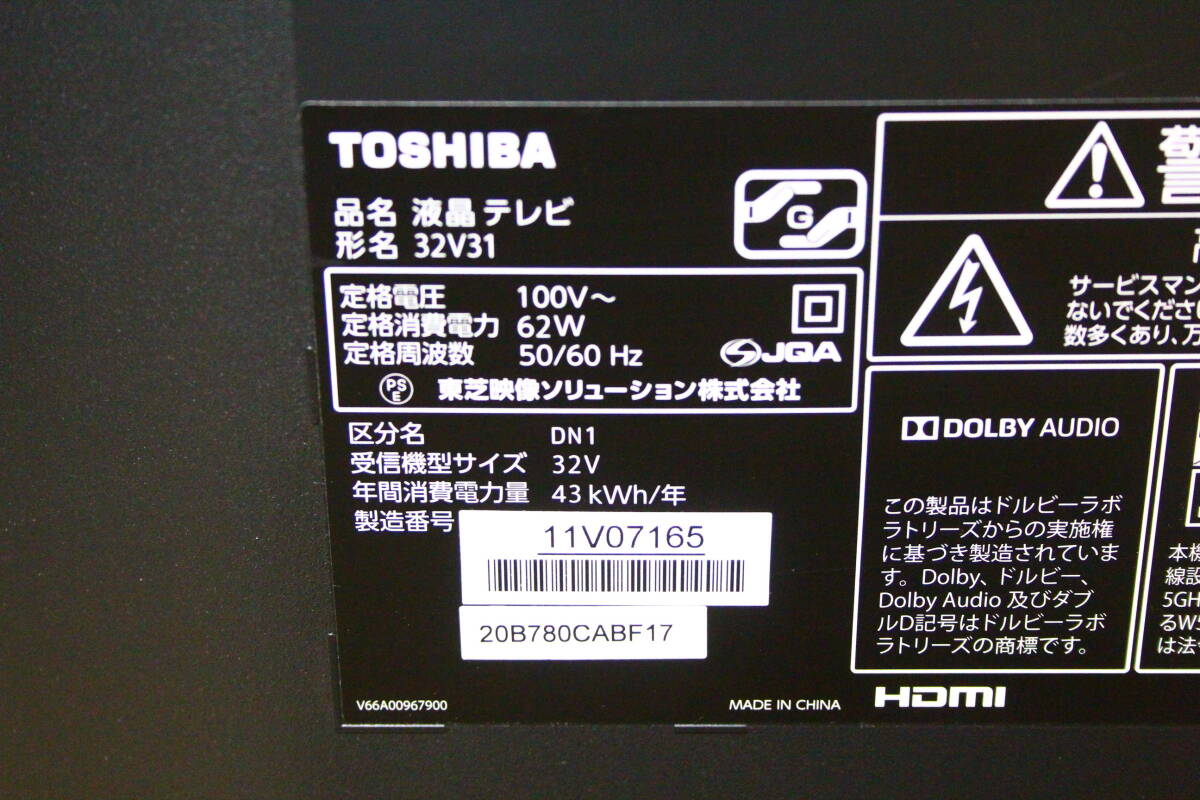 TOSHIBA
品名 液晶テレビ
形名 32V31
G
定格電圧 100V～
定格消費電力 62W
定格周波数 50/60 Hz
JQA
PS
E
東芝映像ソリューション株式会社
区分名 DN1
受信機型サイズ 32V
年間消費電力量 43 kWh/年
製造番号
11V07165
20B780CABF17
V66A00967900
MADE IN CHINA
サービスマン
ないでくださ
数多くあり、万
DOLBY AUDIO
この製品はドルビーラボ
ラトリーズからの実施権
に基づき製造されていま
す。Dolby、ドルビー、
Dolby Audio 及びダブ
ルD記号はドルビーラボ
ラトリーズの商標です。
HDMI
本機
線設
5GH
るW5
は法